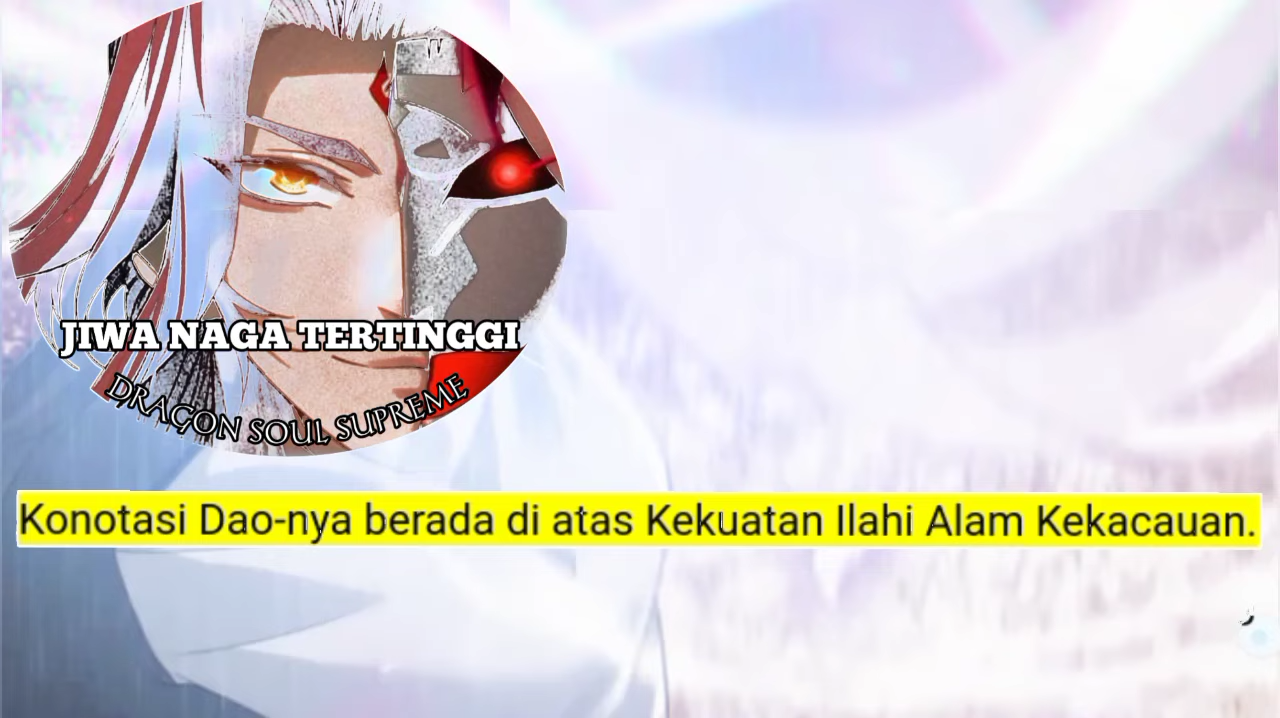 JIWA NAGA TERTINGGI
DRAGON SOUL SUPREME
Konotasi Dao-nya berada di atas Kekuatan Ilahi Alam Kekacauan.